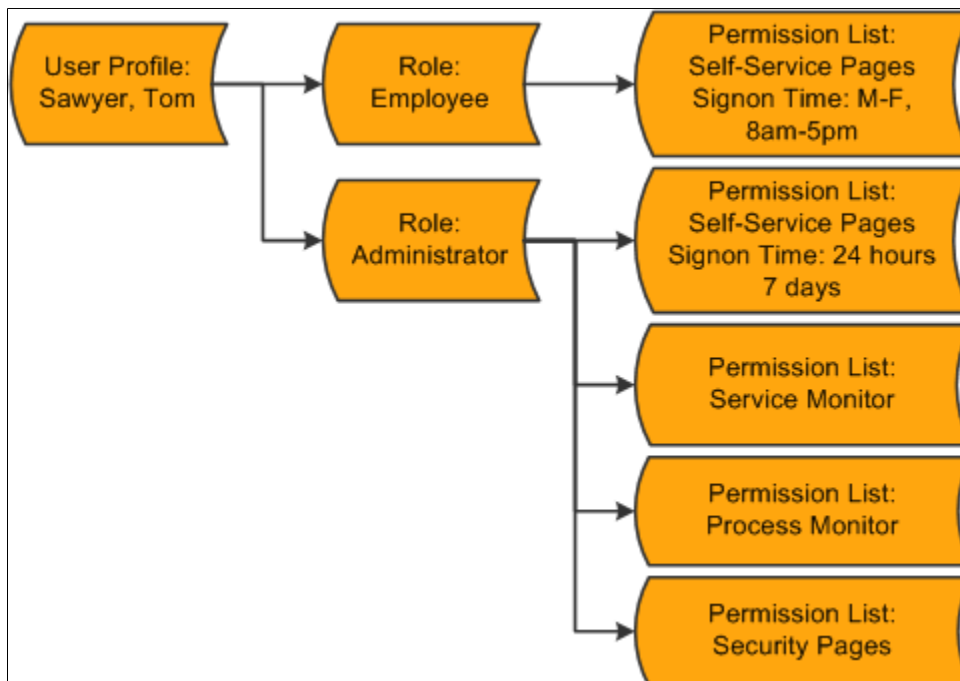 User Profile:
Sawyer, Tom
Role:
Employee
Permission List:
Self-Service Pages
Signon Time: M-F,
8am-5pm
Role:
Administrator
Permission List:
Self-Service Pages
Signon Time: 24 hours
7 days
Permission List:
Service Monitor
Permission List:
Process Monitor
Permission List:
Security Pages